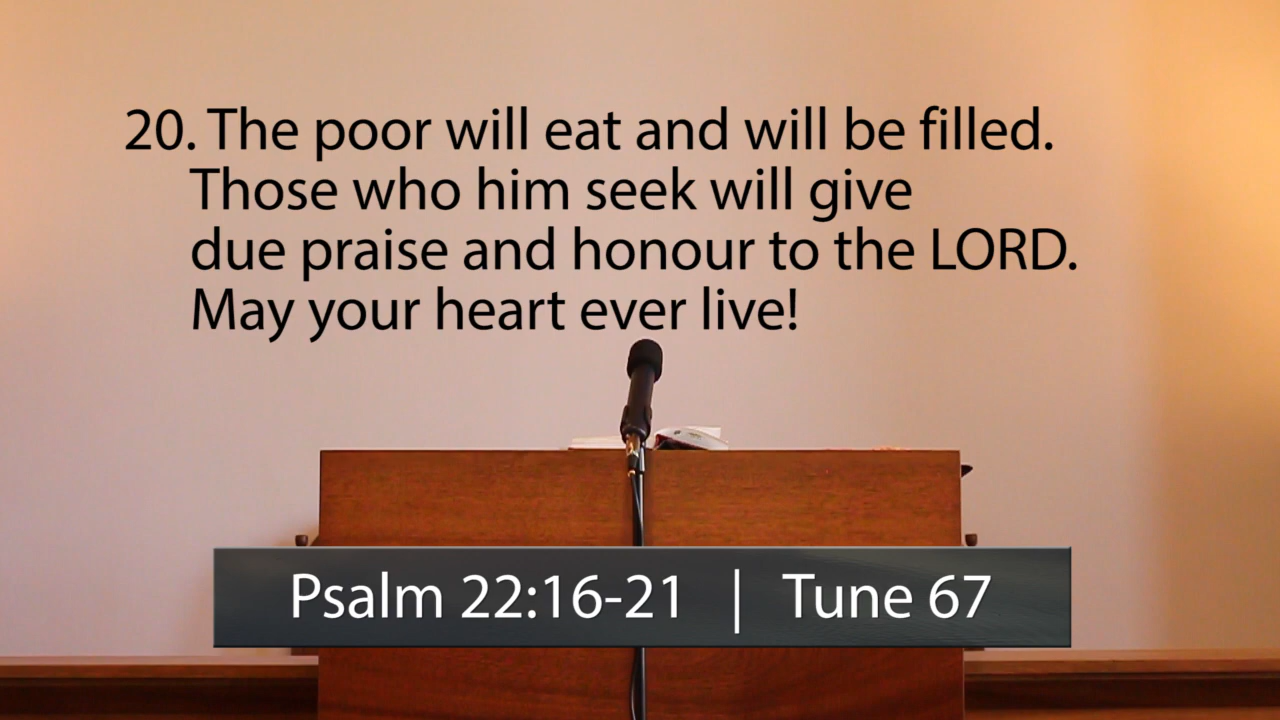 20. The poor will eat and will be filled.
Those who him seek will give
due praise and honour to the LORD.
May your heart ever live!
Psalm 22:16-21 | Tune 67